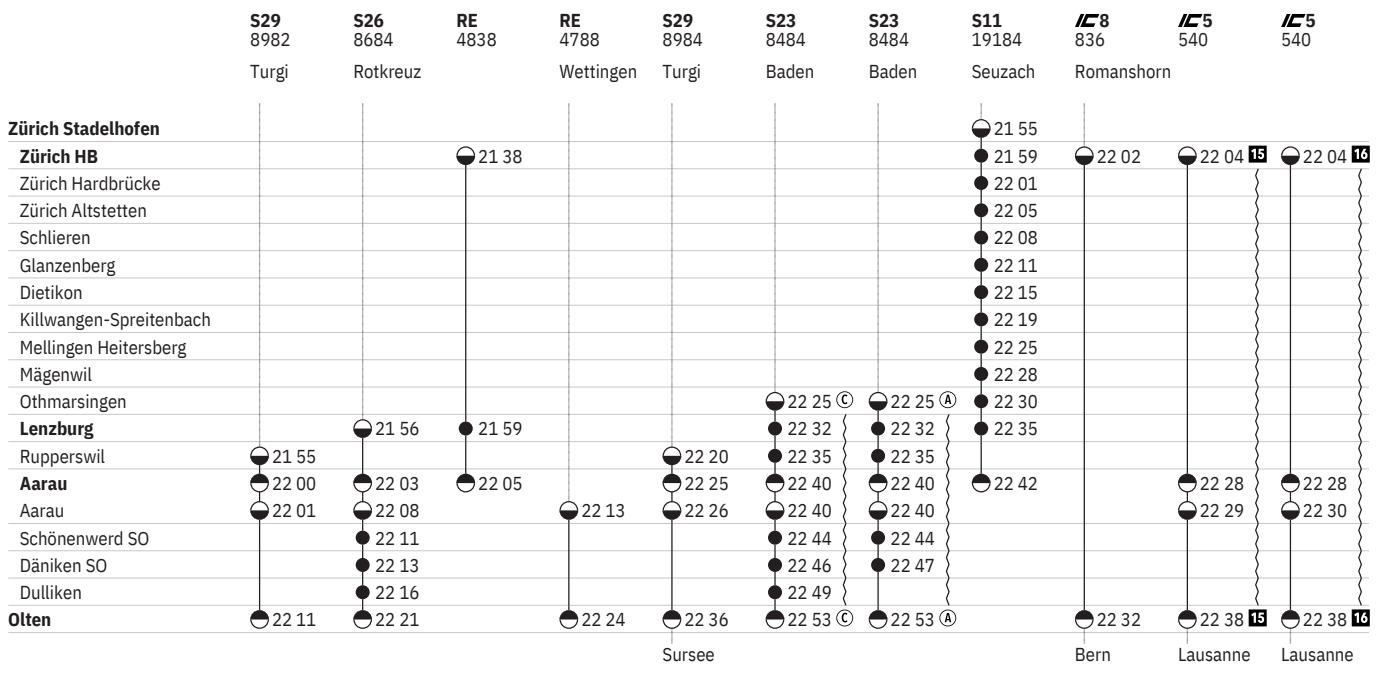 S29 S26 RE RE S29 S23 S23 S11 IC8 IC5 IC5
8982 8684 4838 4788 8984 8484 8484 19184 836 540 540
Turgi Rotkreuz Wettingen Turgi Baden Baden Seuzach Romanshorn
Zürich Stadelhofen 21 55
Zürich HB 21 38 21 59 22 02 22 04 15 22 04 16
Zürich Hardbrücke 22 01
Zürich Altstetten 22 05
Schlieren 22 08
Glanzenberg 22 11
Dietikon 22 15
Killwangen-Spreitenbach 22 19
Mellingen Heitersberg 22 25
Mägenwil 22 28
Othmarsingen 22 25 C 22 25 A 22 30
Lenzburg 21 56 21 59 22 32 22 32 22 35
Rupperswil 21 55 22 20 22 35 22 35
Aarau 22 00 22 03 22 05 22 25 22 40 22 40 22 42 22 28 22 28
Aarau 22 01 22 08 22 13 22 26 22 40 22 40 22 29 22 30
Schönenwerd SO 22 11 22 44 22 44
Däniken SO 22 13 22 46 22 47
Dulliken 22 16 22 49
Olten 22 11 22 21 22 24 22 36 22 53 C 22 53 A 22 32 22 38 15 22 38 16
Sursee Bern Lausanne Lausanne